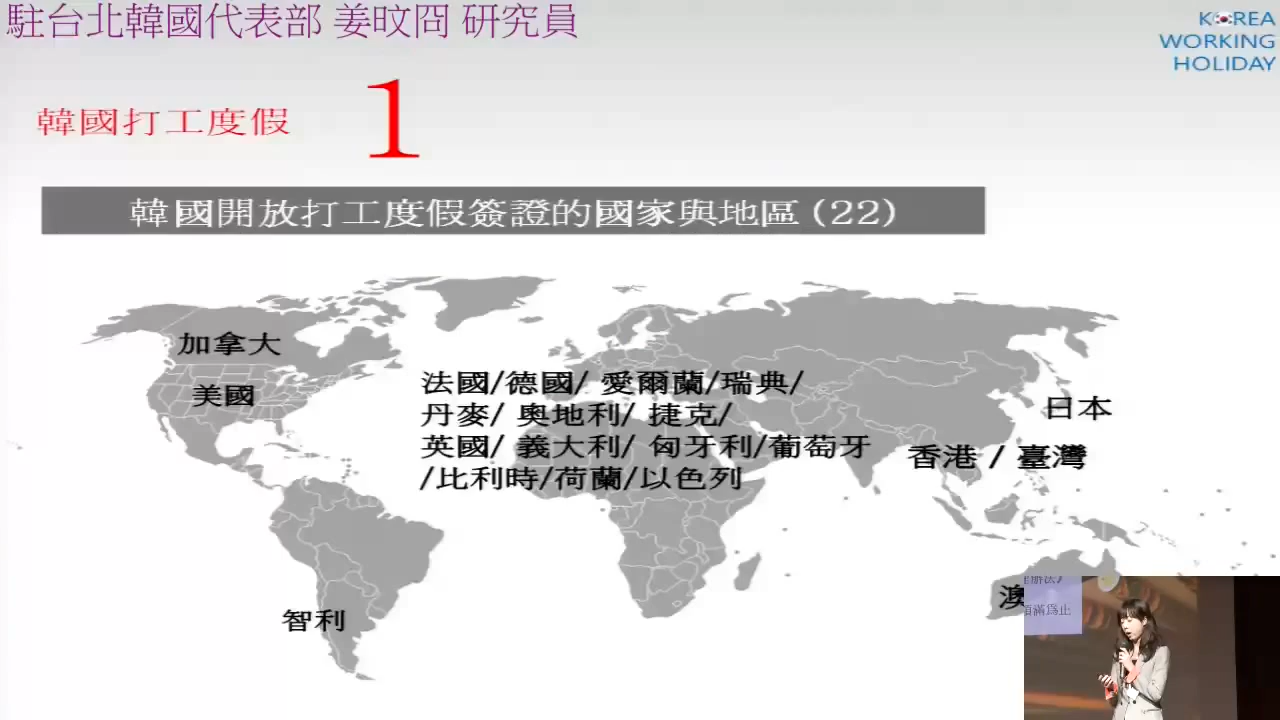 駐台北韓國代表部 姜旼冏 研究員
KOREA
WORKING
HOLIDAY
韓國打工度假 1
韓國開放打工度假簽證的國家與地區 (22)
加拿大
美國
法國/德國/ 愛爾蘭/瑞典/
丹麥/ 奧地利/ 捷克/
英國/ 義大利/ 匈牙利/葡萄牙
/比利時/荷蘭/以色列
日本
香港 / 臺灣
智利
澳
滿為止